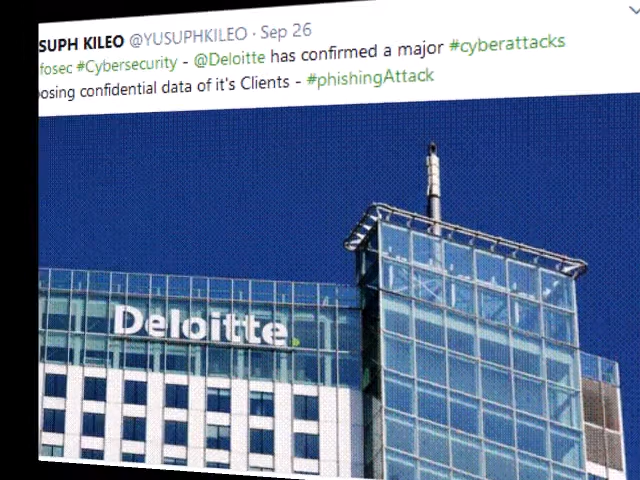 SUPH KILEO @YUSUPHKILEO · Sep 26
fosec #Cybersecurity - @Deloitte has confirmed a major #cyberattacks
osing confidential data of it's Clients - #phishingAttack
Deloitte.